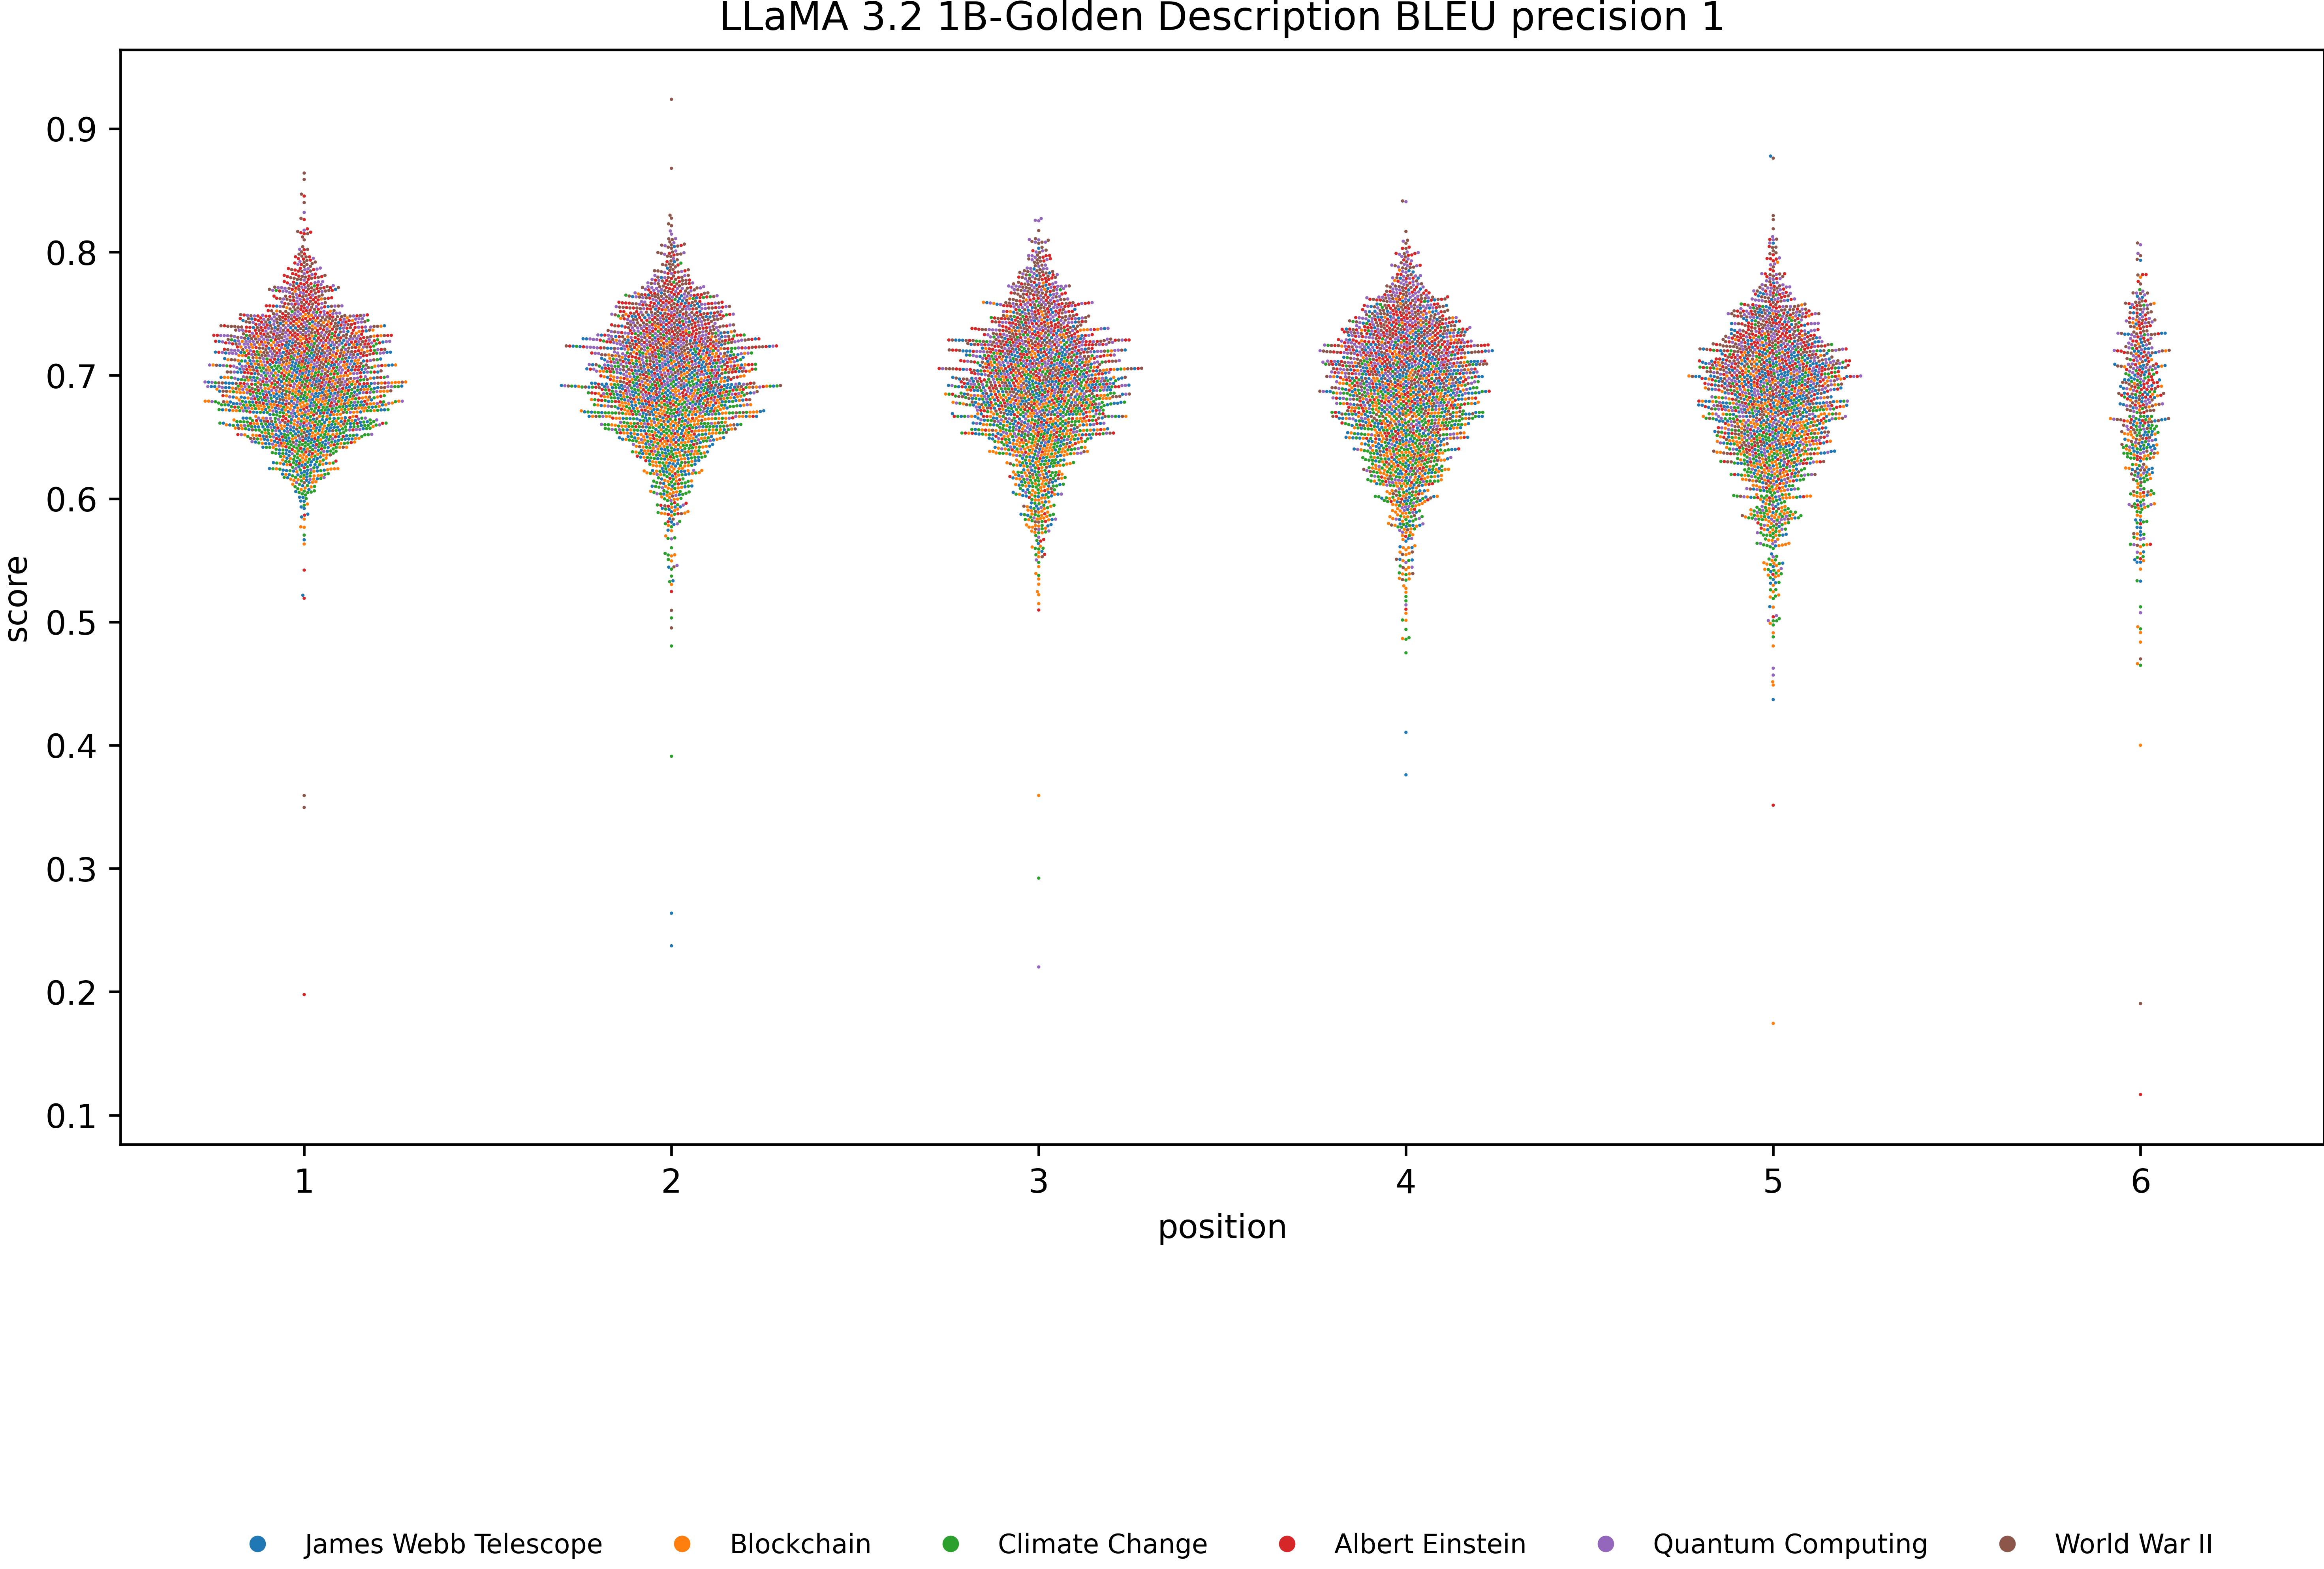 LLaMA 3.2 1B-Golden Description BLEU precision 1
0.9
0.8
0.7
0.6
0.5
0.4
0.3
0.2
0.1
score
1 2 3 4 5 6
position
James Webb Telescope Blockchain Climate Change Albert Einstein Quantum Computing World War II